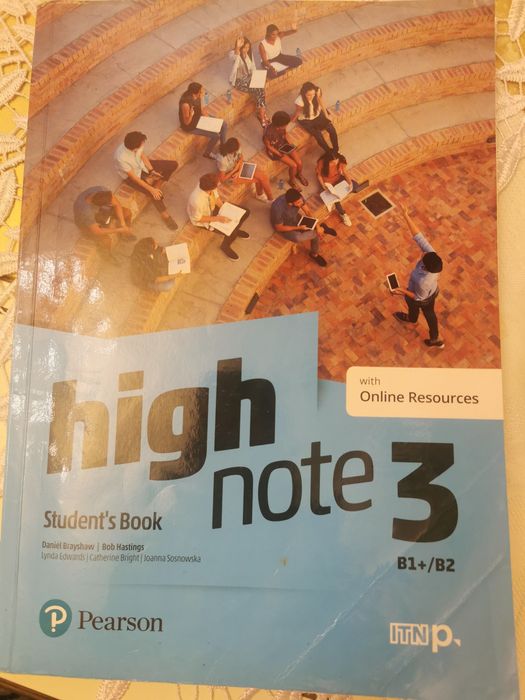 with
Online Resources
high
note 3
Student's Book
B1+/B2
Daniel Brayshaw | Bob Hastings
Lynda Edwards | Catherine Bright | Joanna Sosnowska
P Pearson
ITN P.